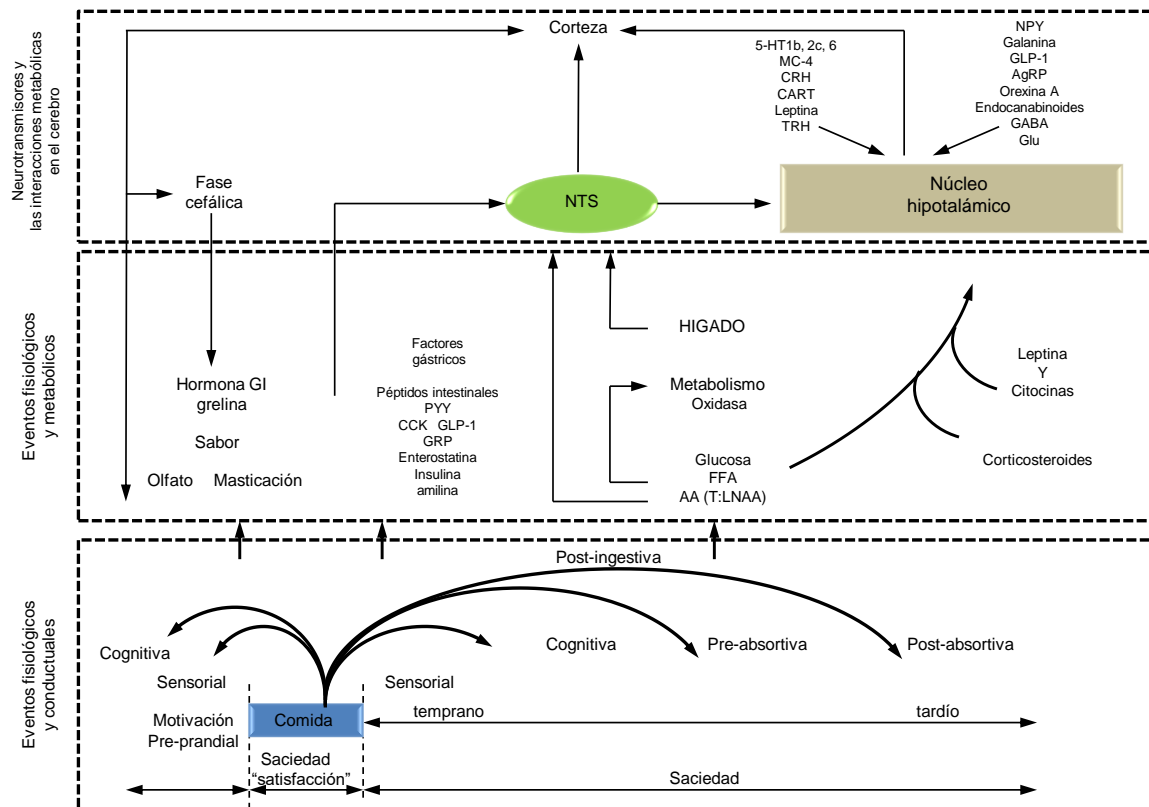 Neurotransmisores y
las interacciones metabólicas
en el cerebro
Corteza
5-HT1b, 2c, 6
MC-4
CRH
CART
Leptina
TRH
NPY
Galanina
GLP-1
AgRP
Orexina A
Endocanabinoides
GABA
Glu
Fase
cefálica
NTS
Núcleo
hipotalámico
Eventos fisiológicos
y metabólicos
Hormona GI
grelina
Sabor
Olfato Masticación
Factores
gástricos
Péptidos intestinales
PYY
CCK GLP-1
GRP
Enterostatina
Insulina
amilina
HIGADO
Metabolismo
Oxidasa
Glucosa
FFA
AA (T:LNAA)
Leptina
Y
Citocinas
Corticosteroides
Eventos fisiológicos
y conductuales
Post-ingestiva
Cognitiva
Sensorial
Sensorial
Cognitiva
Pre-absortiva
Post-absortiva
Motivación
Pre-prandial
Comida
temprano
tardío
Saciedad
“satisfacción”
Saciedad